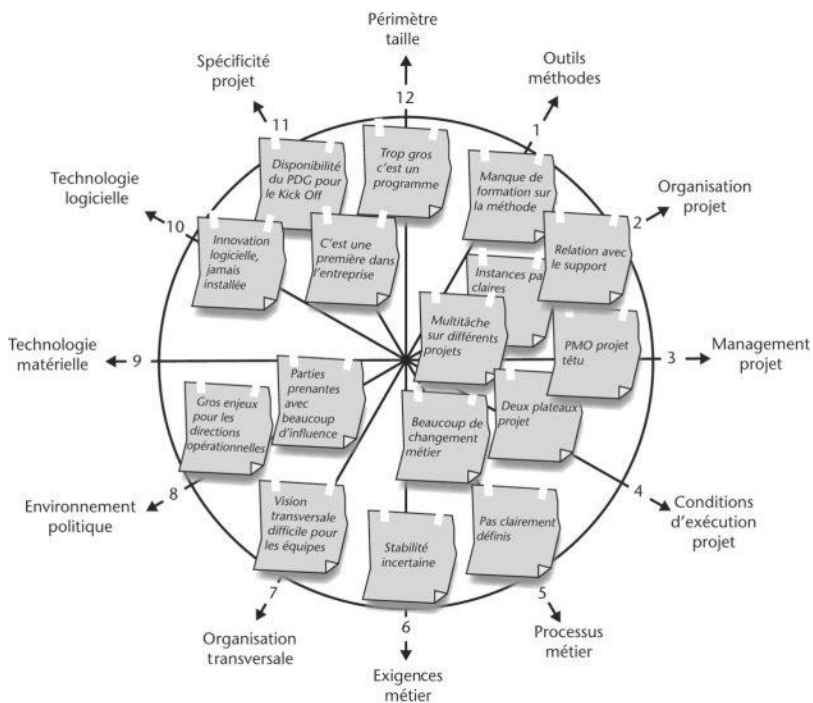 Périmètre
taille
12
Outils
méthodes
1
Organisation
projet
2
Management
projet
3
Conditions
d'exécution
projet
4
Processus
métier
5
Exigences
métier
6
Organisation
transversale
7
Environnement
politique
8
Technologie
matérielle
9
Technologie
logicielle
10
Spécificité
projet
11
Trop gros
c'est un
programme
Manque de
formation sur
la méthode
Relation avec
le support
Instances pas
claires
Multitâche
sur différents
projets
PMO projet
têtu
Deux plateaux
projet
Beaucoup de
changement
métier
Pas clairement
définis
Stabilité
incertaine
Vision
transversale
difficile pour
les équipes
Gros enjeux
pour les
directions
opérationnelles
Parties
prenantes
avec
beaucoup
d'influence
Innovation
logicielle,
jamais
installée
Disponibilité
du PDG pour
le Kick Off
C'est une
première dans
l'entreprise